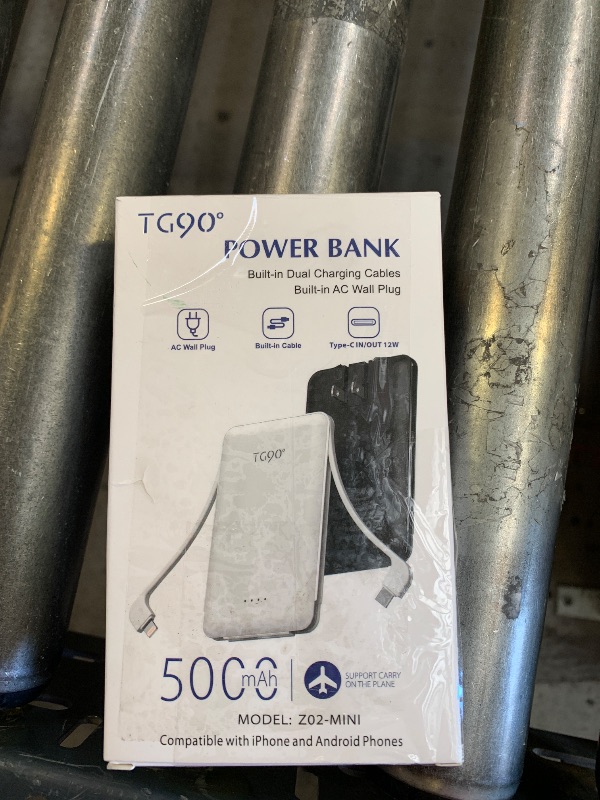 TG90°
POWER BANK
Built-in Dual Charging Cables
Built-in AC Wall Plug
AC Wall Plug
Built-in Cable
Type-C IN/OUT 12W
TG90°
5000 mAh
SUPPORT CARRY
ON THE PLANE
MODEL: Z02-MINI
Compatible with iPhone and Android Phones